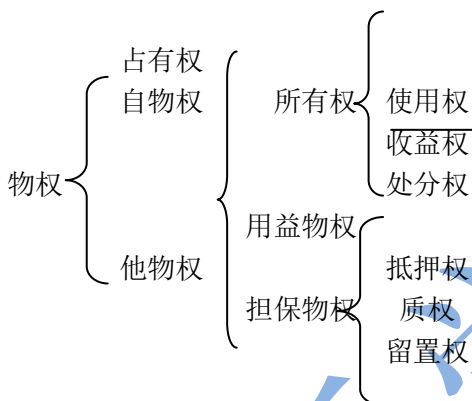 占有权
自物权 所有权 使用权
收益权
物权 他物权 处分权
用益物权
担保物权 抵押权
质权
留置权